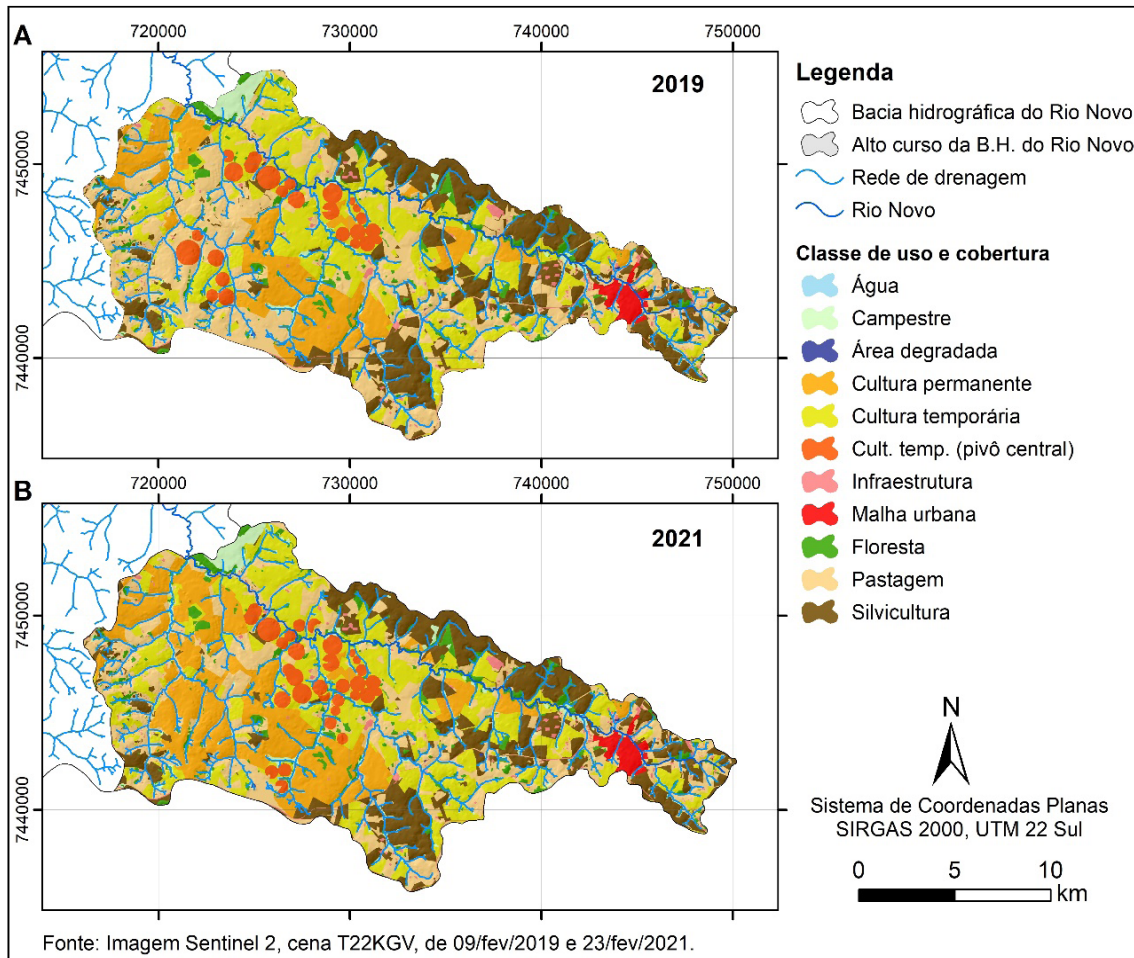 A
720000
730000
740000
750000
2019
7450000
7440000
B
720000
730000
740000
750000
2021
7450000
7440000
Legenda
Bacia hidrográfica do Rio Novo
Alto curso da B.H. do Rio Novo
Rede de drenagem
Rio Novo
Classe de uso e cobertura
Água
Campestre
Área degradada
Cultura permanente
Cultura temporária
Cult. temp. (pivô central)
Infraestrutura
Malha urbana
Floresta
Pastagem
Silvicultura
N
Sistema de Coordenadas Planas
SIRGAS 2000, UTM 22 Sul
0 5 10
km
Fonte: Imagem Sentinel 2, cena T22KGV, de 09/fev/2019 e 23/fev/2021.